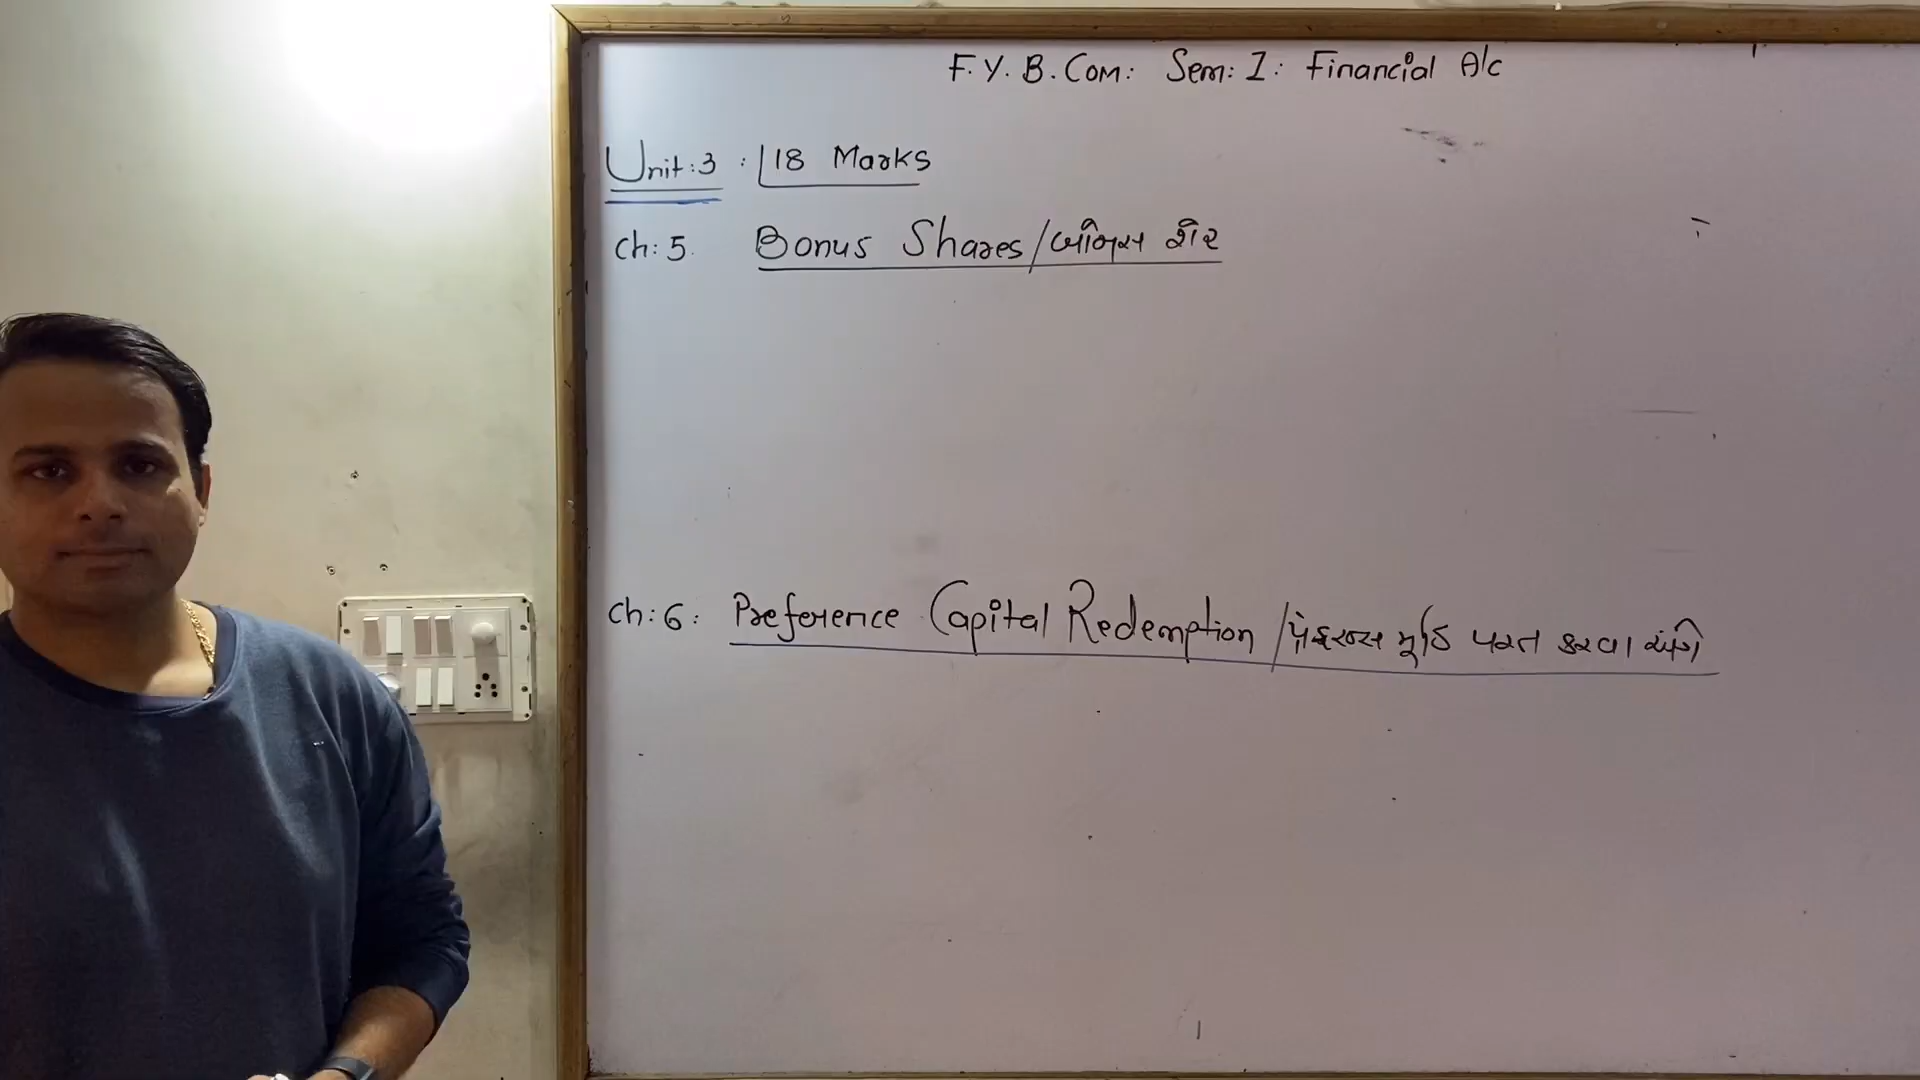 F.Y.B.Com: Sem: I: Financial A/c
Unit:3 : 18 Marks
Ch: 5. Bonus Shares/બોનસ શેર
Ch: 6: Preference Capital Redemption/પ્રેફરન્સ મૂડિ પરત કરવા અંગે